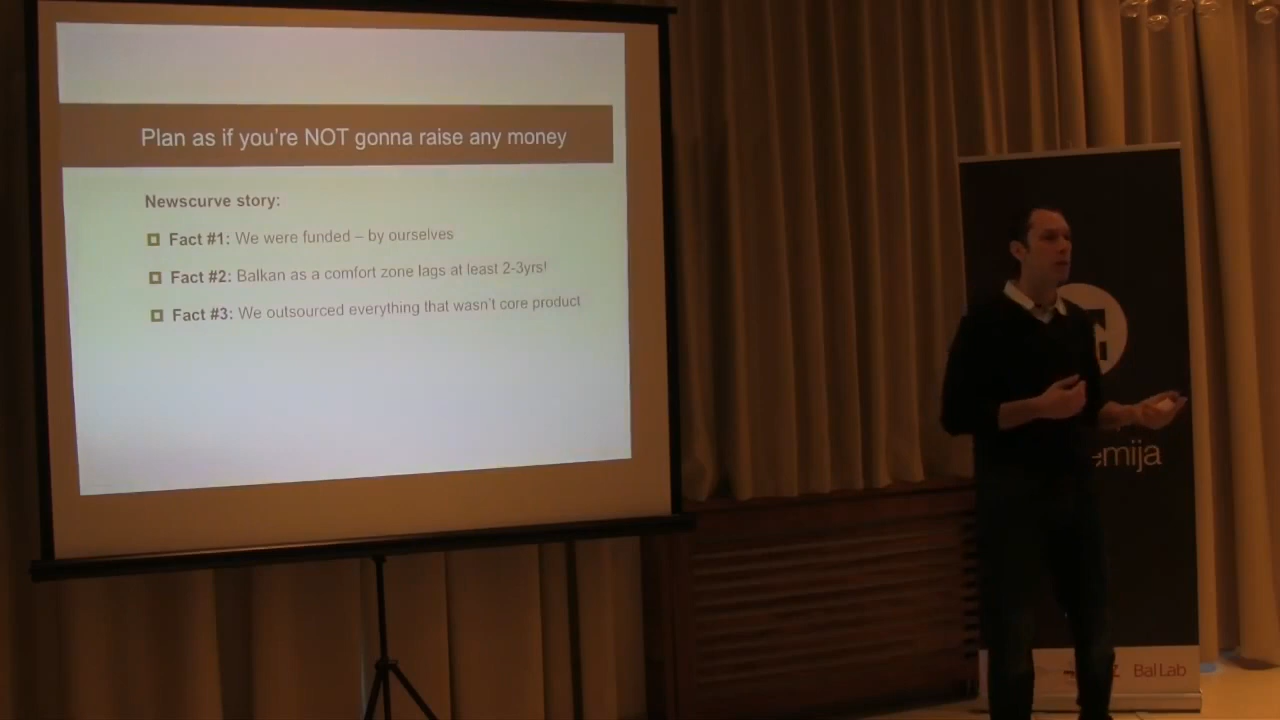 Plan as if you're NOT gonna raise any money
Newscurve story:
Fact #1: We were funded – by ourselves
Fact #2: Balkan as a comfort zone lags at least 2-3yrs!
Fact #3: We outsourced everything that wasn't core product
emija
Bal Lab